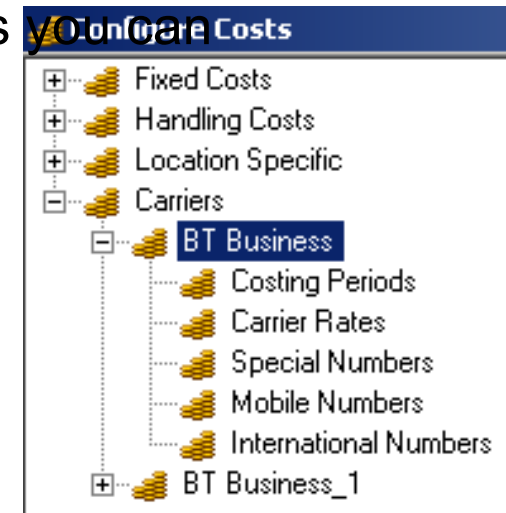 s you can
Configure Costs
Fixed Costs
Handling Costs
Location Specific
Carriers
BT Business
Costing Periods
Carrier Rates
Special Numbers
Mobile Numbers
International Numbers
BT Business_1